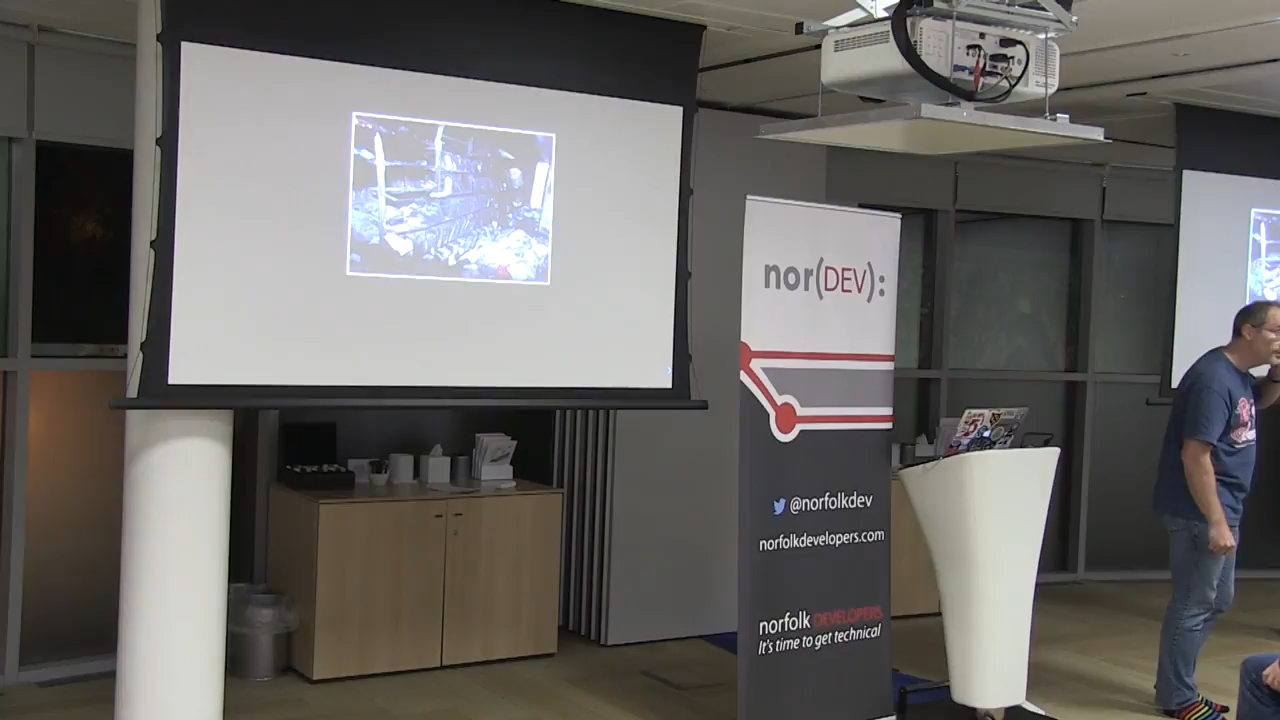 nor(DEV):
@norfolkdev
norfolkdevelopers.com
norfolk DEVELOPERS
It's time to get technical